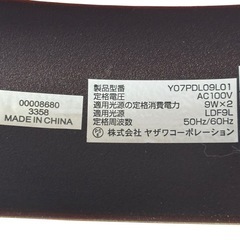 00008680
3358
MADE IN CHINA
製品型番 Y07PDL09L01
定格電圧 AC100V
適用光源の定格消費電力 9W×2
適用光源 LDF9L
定格周波数 50Hz/60Hz
株式会社 ヤザワコーポレーション